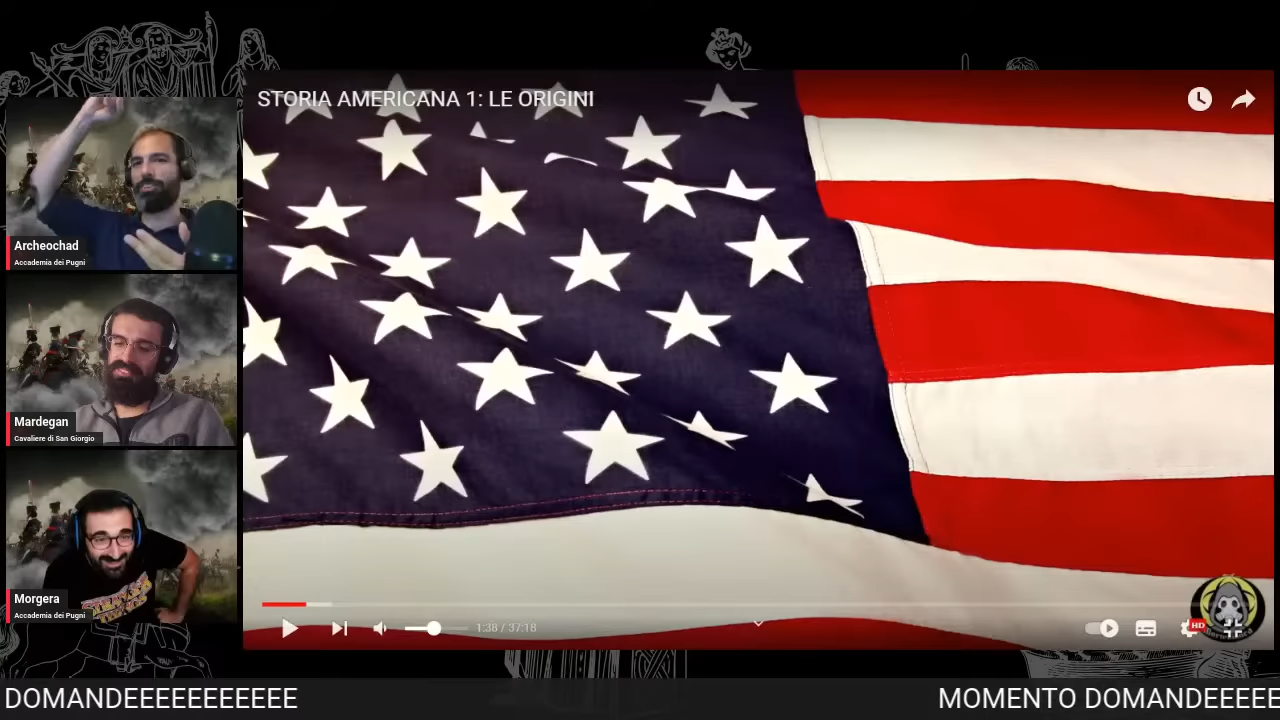 STORIA AMERICANA 1: LE ORIGINI
Archeochad
Accademia dei Pugni
Mardegan
Cavaliere di San Giorgio
Morgera
Accademia dei Pugni
1:38 / 37:18
HD
DOMANDEEEEEEEEEEE
MOMENTO DOMANDEEEEE